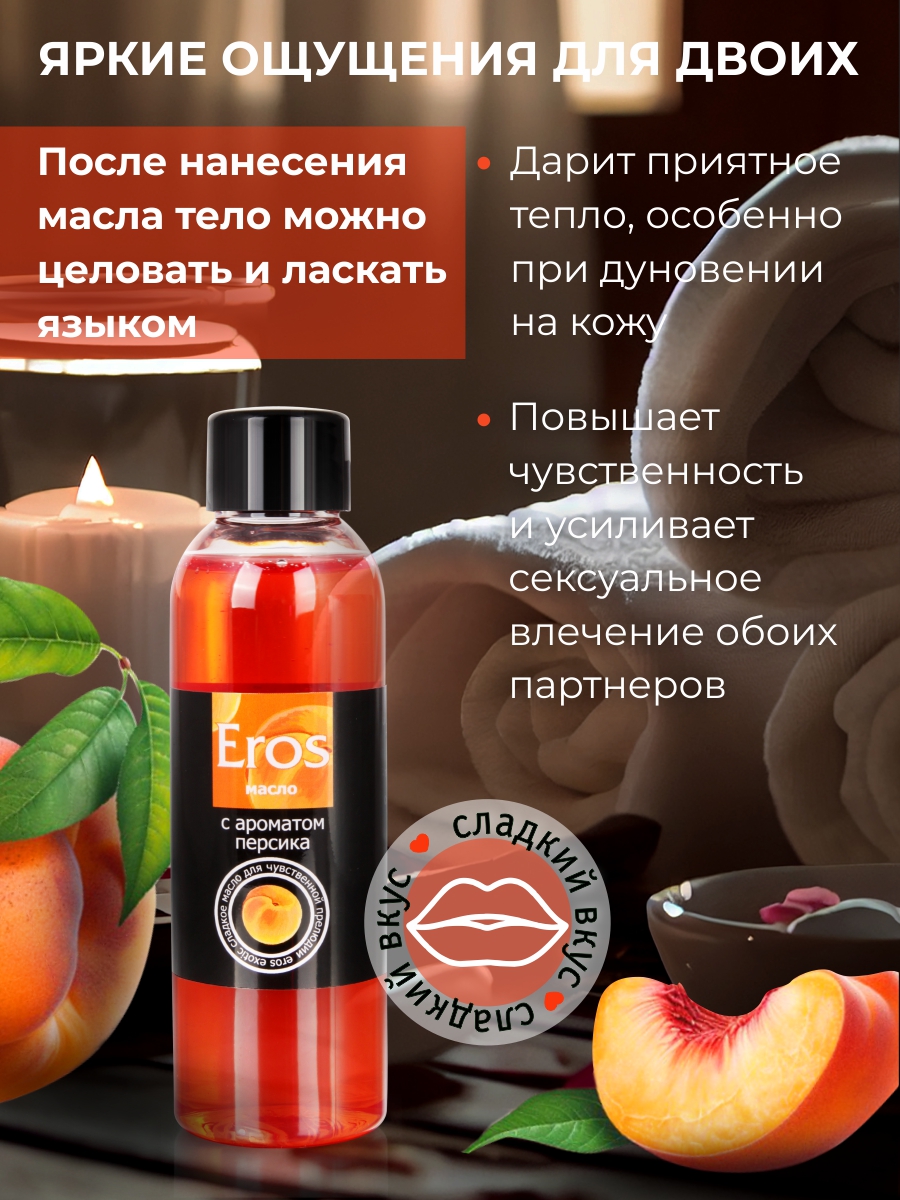 ЯРКИЕ ОЩУЩЕНИЯ ДЛЯ ДВОИХ
После нанесения
масла тело можно
целовать и ласкать
языком
Дарит приятное
тепло, особенно
при дуновении
на кожу
Повышает
чувственность
и усиливает
сексуальное
влечение обоих
партнеров
Eros
масло
с ароматом
персика
сладкое масло для чувственной прелюдии eros exotic
сладкий вкус сладкий вкус